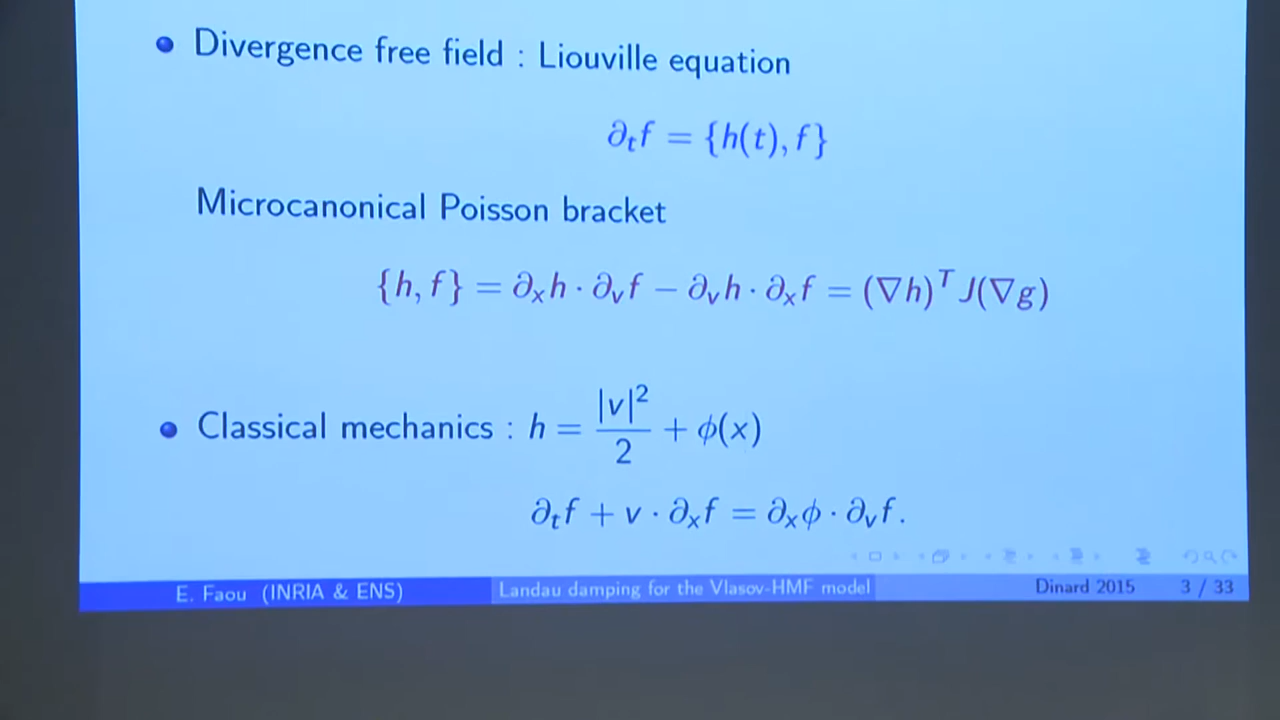 Divergence free field : Liouville equation
∂ₜf = {h(t), f}
Microcanonical Poisson bracket
{h, f} = ∂ₓh · ∂ᵥf − ∂ᵥh · ∂ₓf = (∇h)ᵀ J(∇g)
Classical mechanics : h = |v|²/2 + ϕ(x)
∂ₜf + v · ∂ₓf = ∂ₓϕ · ∂ᵥf.
E. Faou (INRIA & ENS) Landau damping for the Vlasov-HMF model Dinard 2015 3 / 33